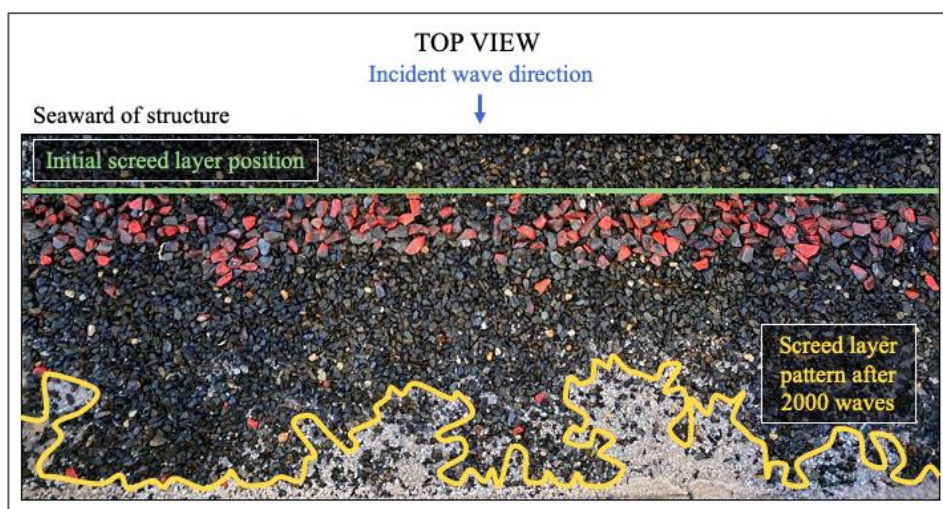 TOP VIEW
Incident wave direction
Seaward of structure
Initial screed layer position
Screed layer
pattern after
2000 waves